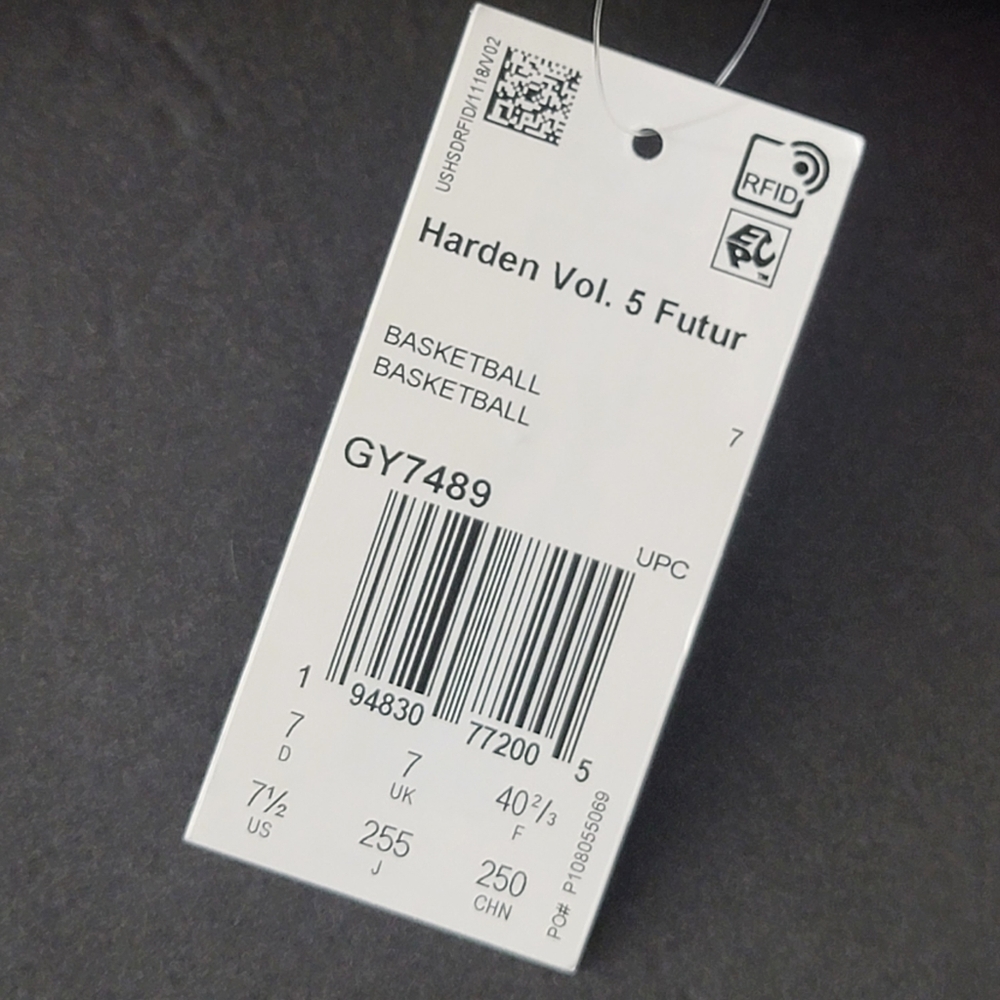 USHSDRFID/1118/V02
RFID
EPC
TM
Harden Vol. 5 Futur
BASKETBALL
BASKETBALL
7
GY7489
UPC
1 94830 77200 5
7 7 40²/₃
D UK F
7½ 255 250
US J CHN
PO# P108055069